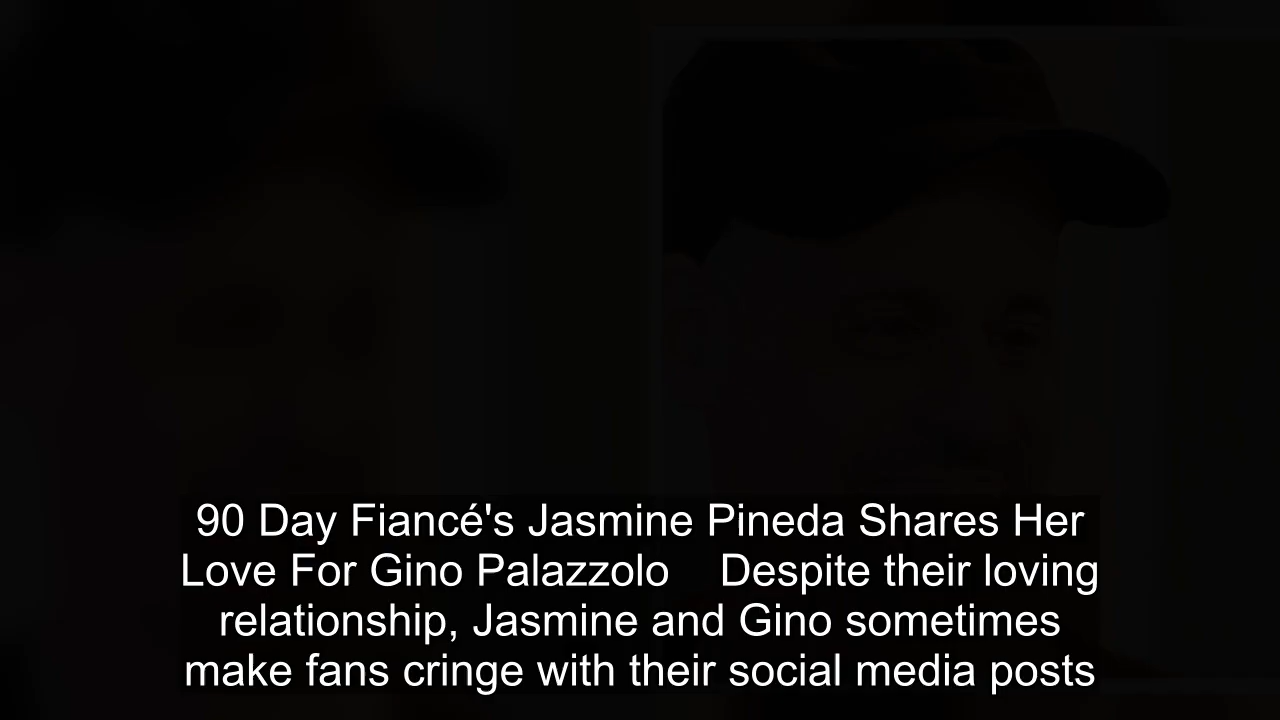 90 Day Fiancé's Jasmine Pineda Shares Her
Love For Gino Palazzolo    Despite their loving
relationship, Jasmine and Gino sometimes
make fans cringe with their social media posts